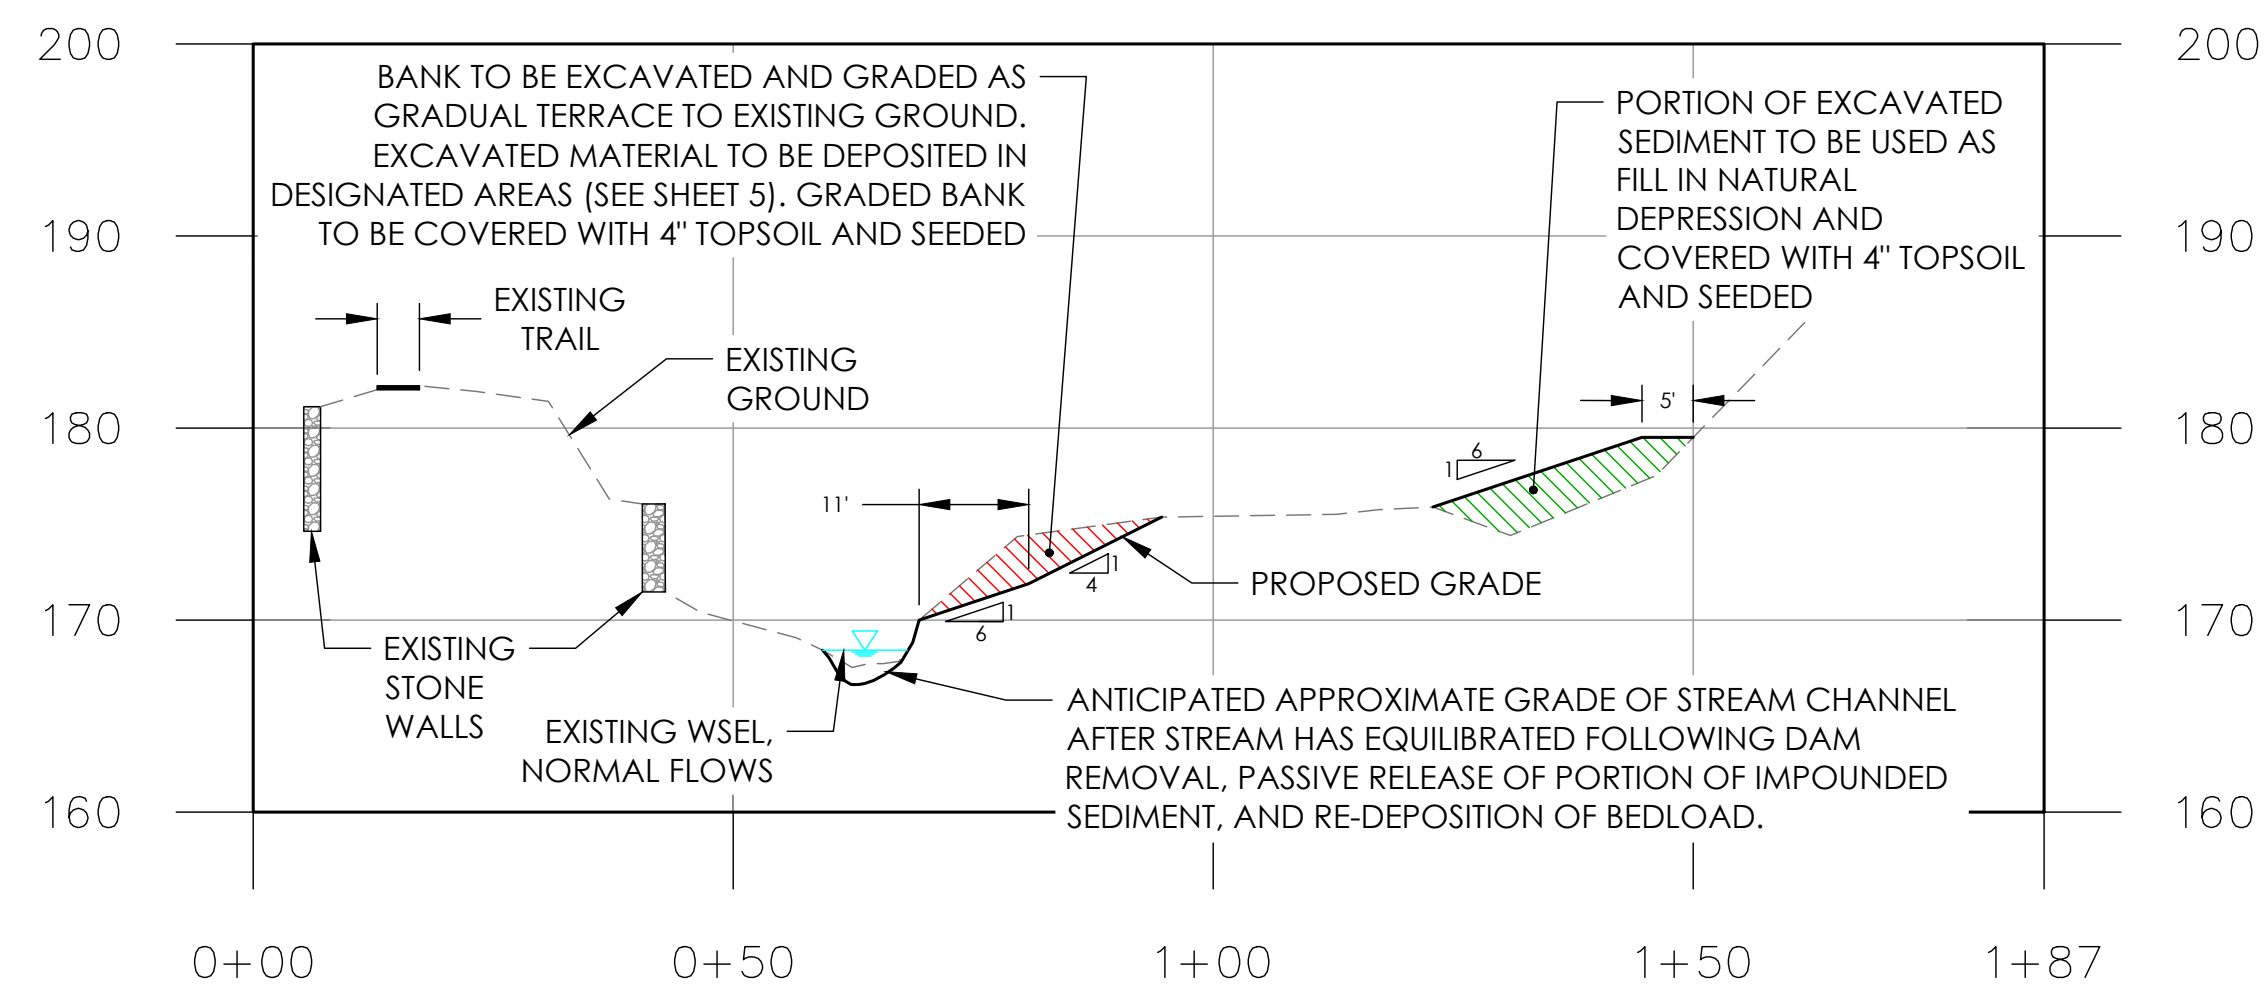 200
200
BANK TO BE EXCAVATED AND GRADED AS
GRADUAL TERRACE TO EXISTING GROUND.
EXCAVATED MATERIAL TO BE DEPOSITED IN
DESIGNATED AREAS (SEE SHEET 5). GRADED BANK
TO BE COVERED WITH 4" TOPSOIL AND SEEDED
PORTION OF EXCAVATED
SEDIMENT TO BE USED AS
FILL IN NATURAL
DEPRESSION AND
COVERED WITH 4" TOPSOIL
AND SEEDED
190
190
EXISTING
TRAIL
EXISTING
GROUND
180
180
5'
6
1
11'
1
4
PROPOSED GRADE
1
6
170
170
EXISTING
STONE
WALLS
EXISTING WSEL,
NORMAL FLOWS
ANTICIPATED APPROXIMATE GRADE OF STREAM CHANNEL
AFTER STREAM HAS EQUILIBRATED FOLLOWING DAM
REMOVAL, PASSIVE RELEASE OF PORTION OF IMPOUNDED
SEDIMENT, AND RE-DEPOSITION OF BEDLOAD.
160
160
0+00
0+50
1+00
1+50
1+87